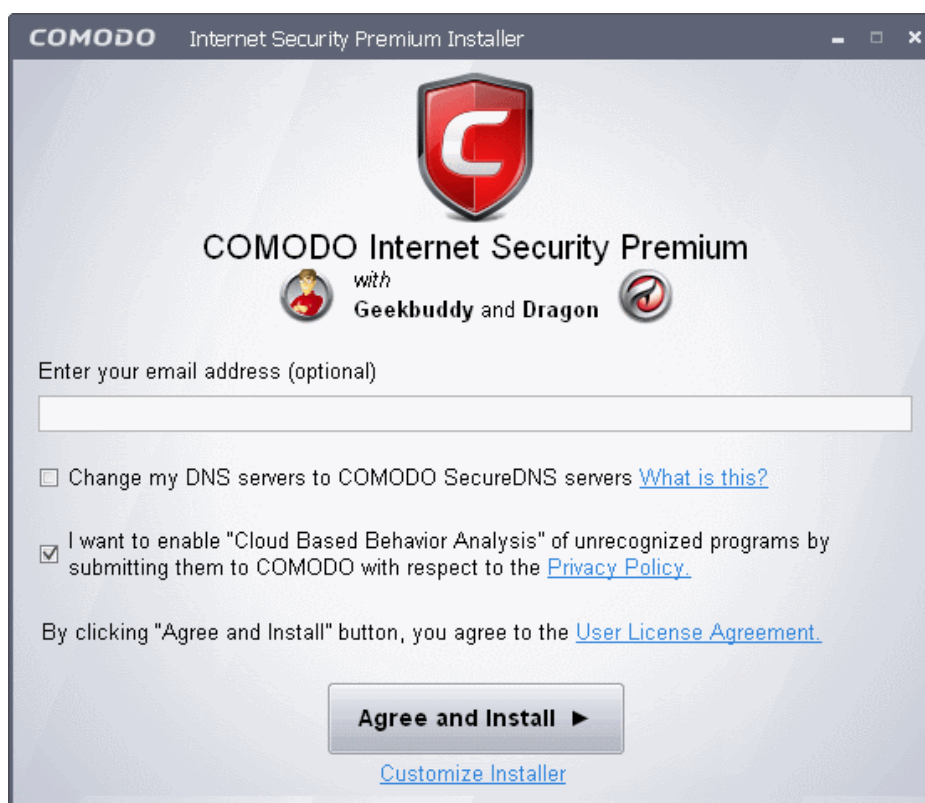 COMODO Internet Security Premium Installer
COMODO Internet Security Premium
with
Geekbuddy and Dragon
Enter your email address (optional)
Change my DNS servers to COMODO SecureDNS servers What is this?
I want to enable "Cloud Based Behavior Analysis" of unrecognized programs by
submitting them to COMODO with respect to the Privacy Policy.
By clicking "Agree and Install" button, you agree to the User License Agreement.
Agree and Install ►
Customize Installer